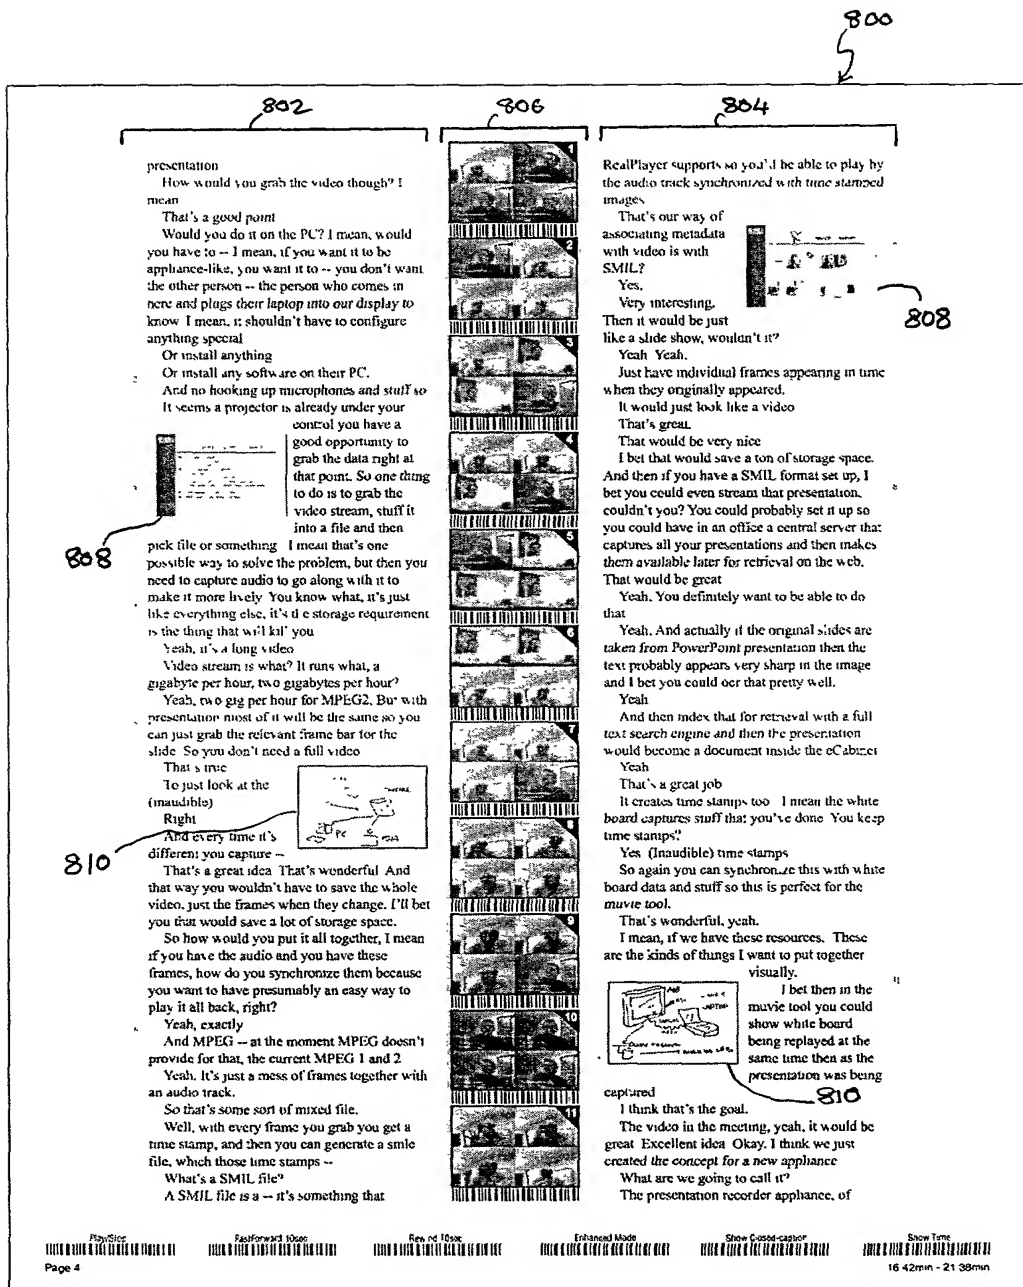 800
802
806
804
presentation
How would you grab the video though? I
mean
That's a good point
Would you do it on the PC? I mean, would
you have to -- I mean, if you want it to be
appliance-like, you want it to -- you don't want
the other person -- the person who comes in
here and plugs their laptop into our display to
know I mean, it shouldn't have to configure
anything special
Or install anything
Or install any software on their PC.
And no hooking up microphones and stuff so
It seems a projector is already under your
control you have a
good opportunity to
grab the data right at
that point. So one thing
to do is to grab the
video stream, stuff it
into a file and then
808
pick file or something I mean that's one
possible way to solve the problem, but then you
need to capture audio to go along with it to
make it more lively You know what, it's just
like everything else, it's the storage requirement
is the thing that will kill you
Yeah, it's a long video
Video stream is what? It runs what, a
gigabyte per hour, two gigabytes per hour?
Yeah, two gig per hour for MPEG2. But with
presentation most of it will be the same so you
can just grab the relevant frame bar for the
slide So you don't need a full video
That's true
To just look at the
(inaudible)
Right
And every time it's
different you capture --
PC
810
That's a great idea That's wonderful And
that way you wouldn't have to save the whole
video, just the frames when they change. I'll bet
you that would save a lot of storage space.
So how would you put it all together, I mean
if you have the audio and you have these
frames, how do you synchronize them because
you want to have presumably an easy way to
play it all back, right?
Yeah, exactly
And MPEG -- at the moment MPEG doesn't
provide for that, the current MPEG 1 and 2
Yeah. It's just a mess of frames together with
an audio track.
So that's some sort of mixed file.
Well, with every frame you grab you get a
time stamp, and then you can generate a smle
file, which those time stamps --
What's a SMIL file?
A SMIL file is a -- it's something that
1
2
3
4
5
6
7
8
9
10
11
RealPlayer supports so you'd be able to play by
the audio track synchronized with time stamped
images
That's our way of
associating metadata
with video is with
SMIL?
Yes.
Very interesting.
Then it would be just
808
like a slide show, wouldn't it?
Yeah Yeah.
Just have individual frames appearing in time
when they originally appeared.
It would just look like a video
That's great.
That would be very nice
I bet that would save a ton of storage space.
And then if you have a SMIL format set up, I
bet you could even stream that presentation,
couldn't you? You could probably set it up so
you could have in an office a central server that
captures all your presentations and then makes
them available later for retrieval on the web.
That would be great
Yeah. You definitely want to be able to do
that
Yeah. And actually if the original slides are
taken from PowerPoint presentation then the
text probably appears very sharp in the image
and I bet you could ocr that pretty well.
Yeah
And then index that for retrieval with a full
text search engine and then the presentation
would become a document inside the eCabinet
Yeah
That's a great job
It creates time stamps too I mean the white
board captures stuff that you've done You keep
time stamps?
Yes (Inaudible) time stamps
So again you can synchronize this with white
board data and stuff so this is perfect for the
muvie tool.
That's wonderful, yeah.
I mean, if we have these resources. These
are the kinds of things I want to put together
visually.
I bet then in the
muvie tool you could
show white board
being replayed at the
same time then as the
presentation was being
LAPTOP
810
captured
I think that's the goal.
The video in the meeting, yeah, it would be
great Excellent idea Okay. I think we just
created the concept for a new appliance
What are we going to call it?
The presentation recorder appliance, of
Play/Stop
FastForward 10sec
Rewind 10sec
Enhanced Mode
Show Closed-caption
Show Time
Page 4
16 42min - 21 38min